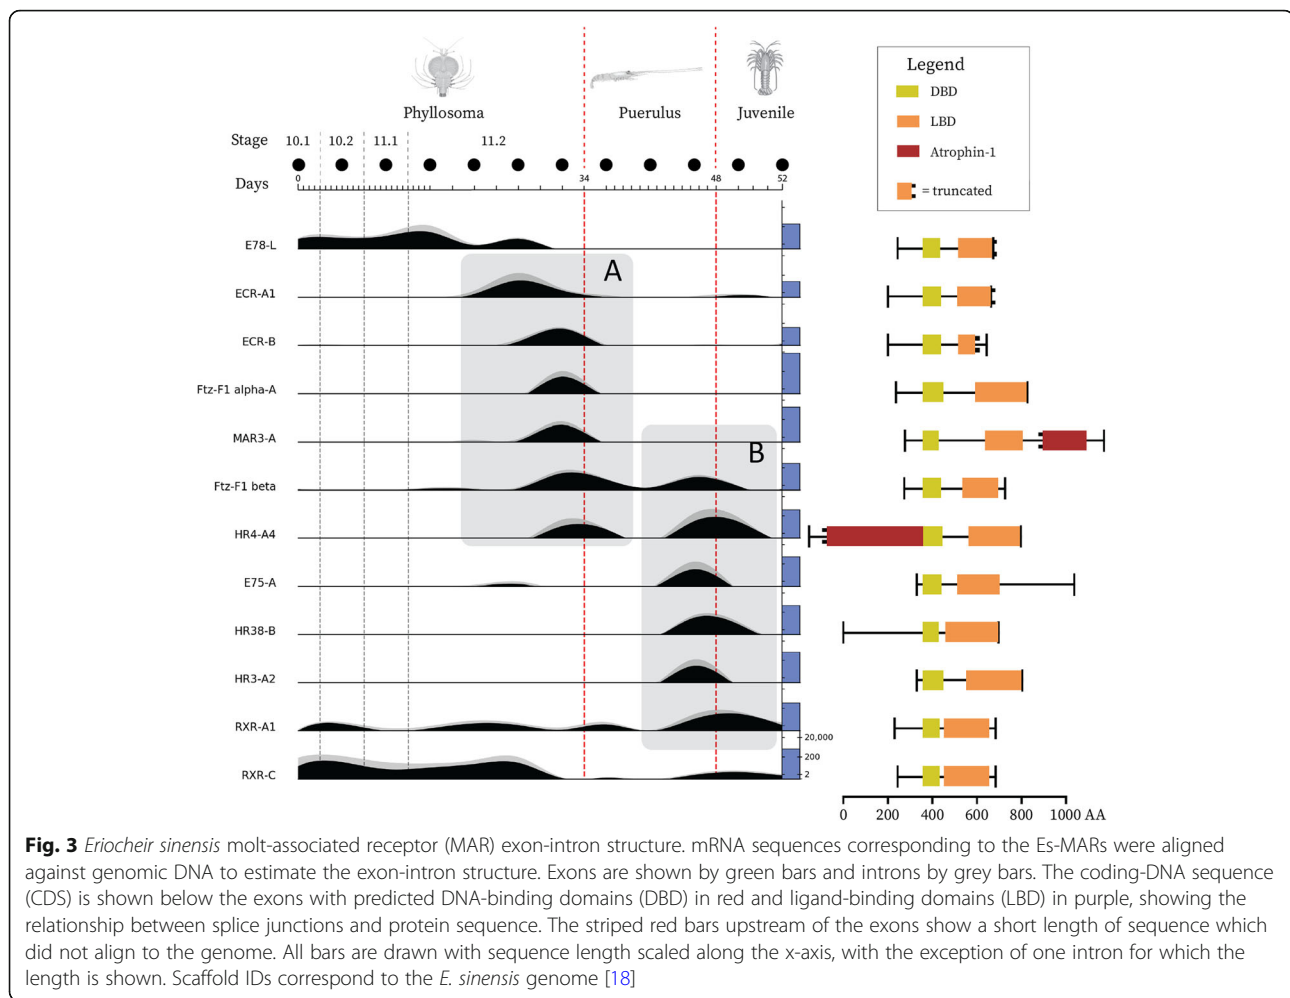 Phyllosoma
Puerulus
Juvenile
Stage 10.1 10.2 11.1 11.2
Days 0 34 48 52
E78-L
ECR-A1
A
ECR-B
Ftz-F1 alpha-A
MAR3-A
B
Ftz-F1 beta
HR4-A4
E75-A
HR38-B
HR3-A2
RXR-A1
20,000
200
RXR-C
2
Legend
DBD
LBD
Atrophin-1
= truncated
0 200 400 600 800 1000 AA
Fig. 3 Eriocheir sinensis molt-associated receptor (MAR) exon-intron structure. mRNA sequences corresponding to the Es-MARs were aligned
against genomic DNA to estimate the exon-intron structure. Exons are shown by green bars and introns by grey bars. The coding-DNA sequence
(CDS) is shown below the exons with predicted DNA-binding domains (DBD) in red and ligand-binding domains (LBD) in purple, showing the
relationship between splice junctions and protein sequence. The striped red bars upstream of the exons show a short length of sequence which
did not align to the genome. All bars are drawn with sequence length scaled along the x-axis, with the exception of one intron for which the
length is shown. Scaffold IDs correspond to the E. sinensis genome [18]